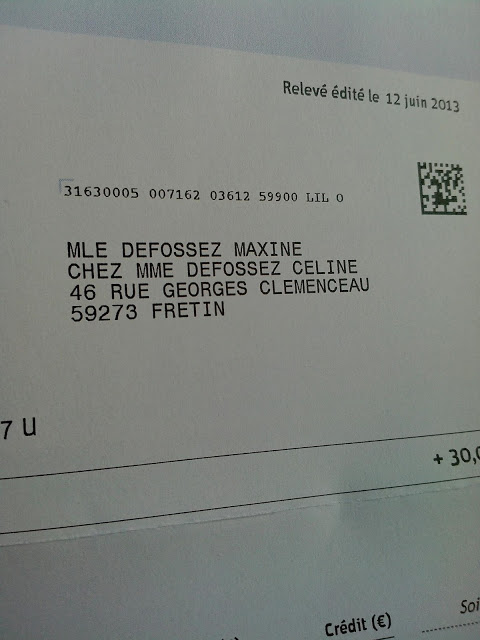 Relevé édité le 12 juin 2013
31630005 007162 03612 59900 LIL 0
MLE DEFOSSEZ MAXINE
CHEZ MME DEFOSSEZ CELINE
46 RUE GEORGES CLEMENCEAU
59273 FRETIN
7 U
+ 30,0
Soi
Crédit (€)